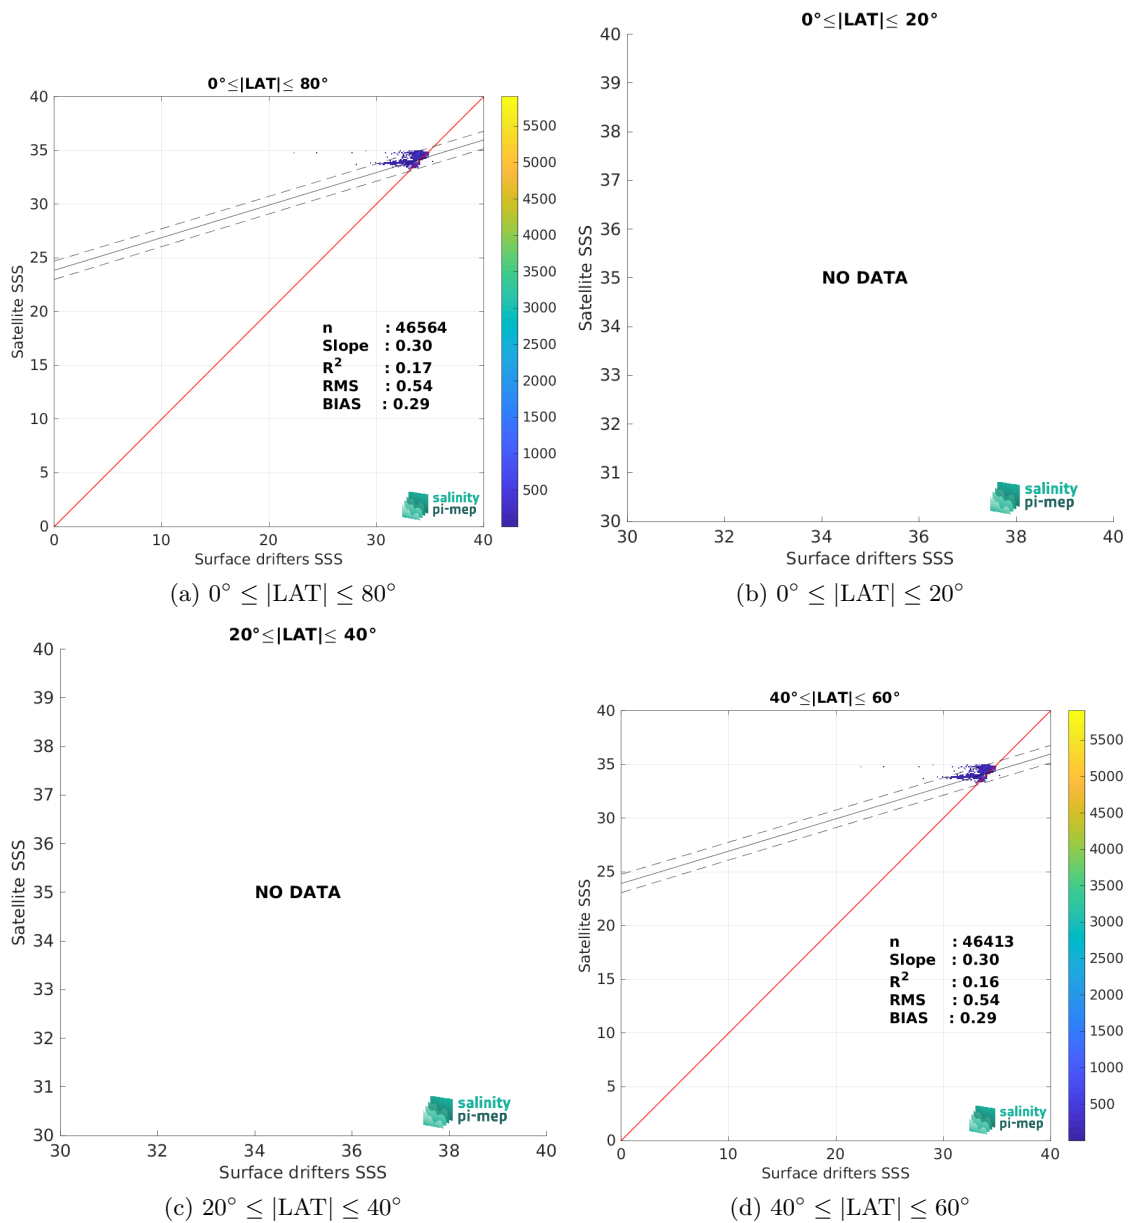 0°≤|LAT|≤ 80°
40
35
30
25
20
15
10
5
0
Satellite SSS
0
10
20
30
40
Surface drifters SSS
n : 46564
Slope : 0.30
R² : 0.17
RMS : 0.54
BIAS : 0.29
salinity
pi-mep
5500
5000
4500
4000
3500
3000
2500
2000
1500
1000
500
(a) 0° ≤ |LAT| ≤ 80°
0°≤|LAT|≤ 20°
40
39
38
37
36
35
34
33
32
31
30
Satellite SSS
NO DATA
30
32
34
36
38
40
Surface drifters SSS
salinity
pi-mep
(b) 0° ≤ |LAT| ≤ 20°
20°≤|LAT|≤ 40°
40
39
38
37
36
35
34
33
32
31
30
Satellite SSS
NO DATA
30
32
34
36
38
40
Surface drifters SSS
salinity
pi-mep
(c) 20° ≤ |LAT| ≤ 40°
40°≤|LAT|≤ 60°
40
35
30
25
20
15
10
5
0
Satellite SSS
0
10
20
30
40
Surface drifters SSS
n : 46413
Slope : 0.30
R² : 0.16
RMS : 0.54
BIAS : 0.29
salinity
pi-mep
5500
5000
4500
4000
3500
3000
2500
2000
1500
1000
500
(d) 40° ≤ |LAT| ≤ 60°